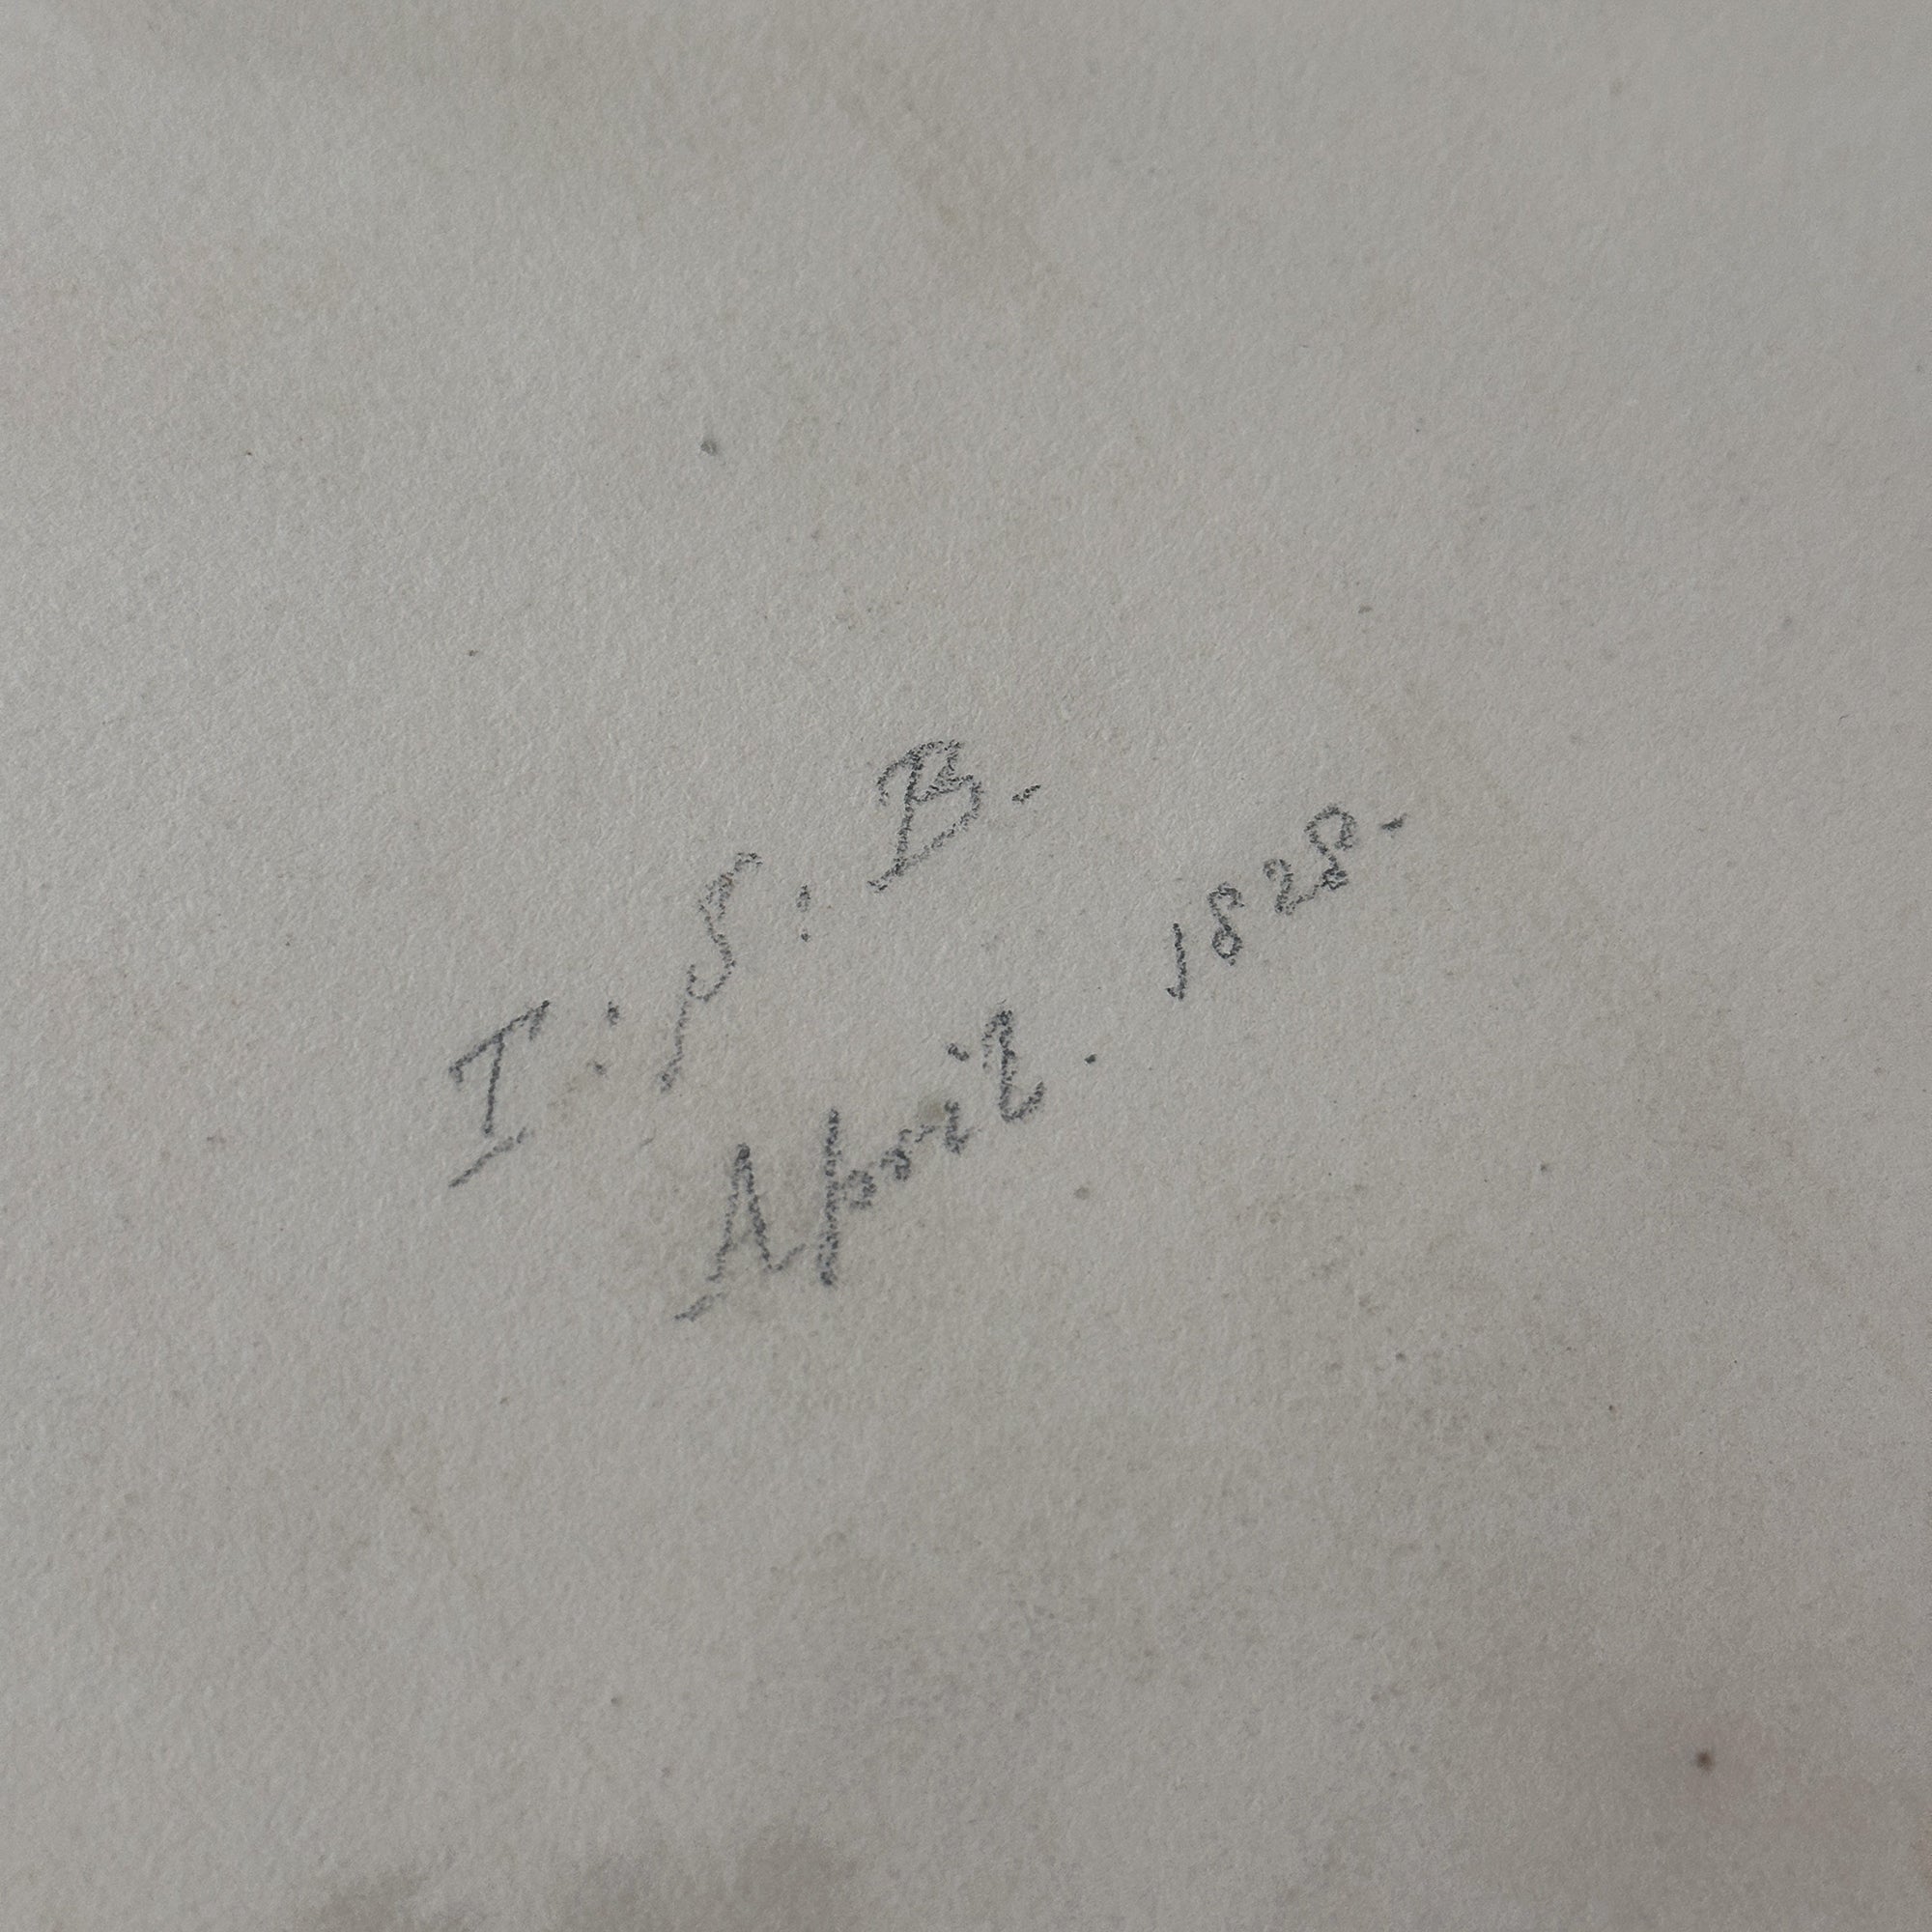 I : S : B.
April. 1828.